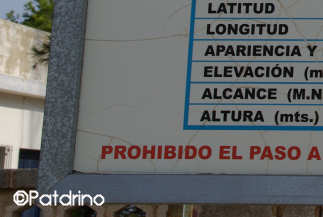 LATITUD
LONGITUD
APARIENCIA Y
ELEVACIÓN (m
ALCANCE (M.N
ALTURA (mts.)
PROHIBIDO EL PASO A
©Patdrino